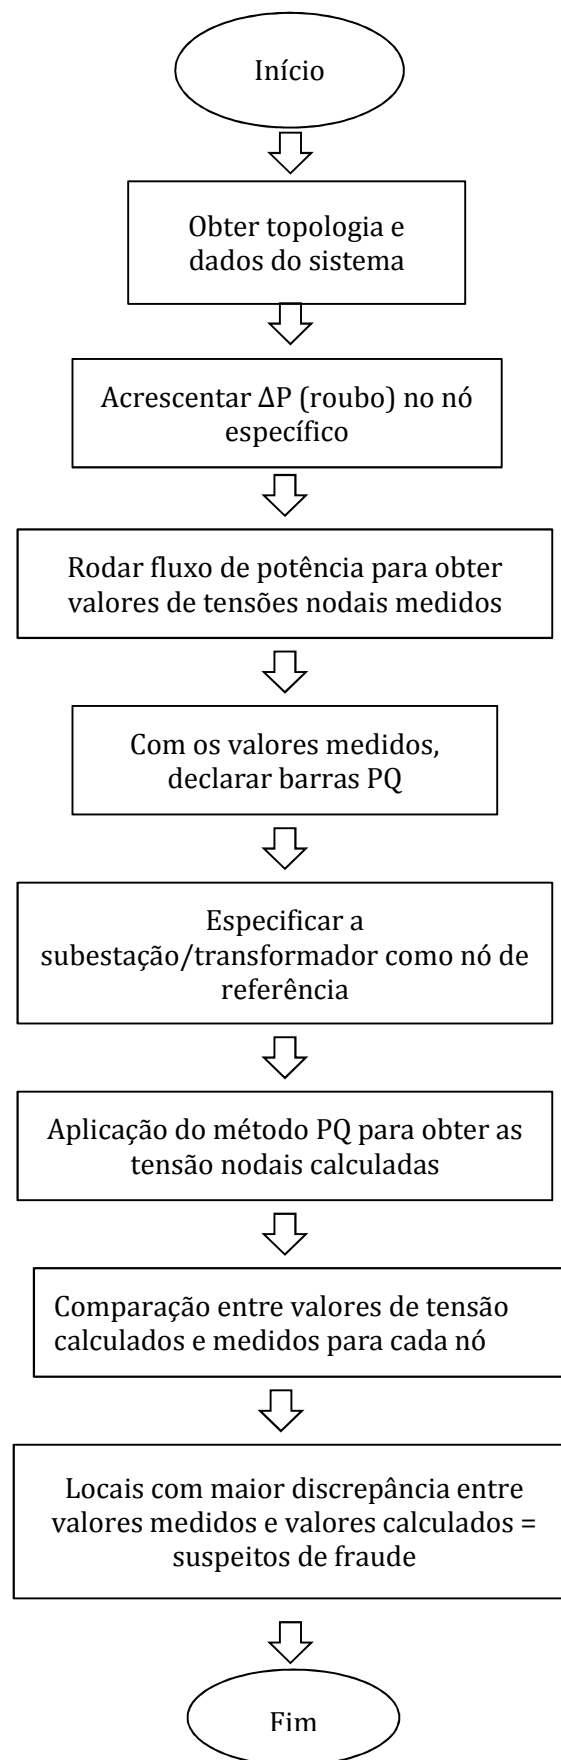 Início
Obter topologia e
dados do sistema
Acrescentar ΔP (roubo) no nó
específico
Rodar fluxo de potência para obter
valores de tensões nodais medidos
Com os valores medidos,
declarar barras PQ
Especificar a
subestação/transformador como nó de
referência
Aplicação do método PQ para obter as
tensão nodais calculadas
Comparação entre valores de tensão
calculados e medidos para cada nó
Locais com maior discrepância entre
valores medidos e valores calculados =
suspeitos de fraude
Fim